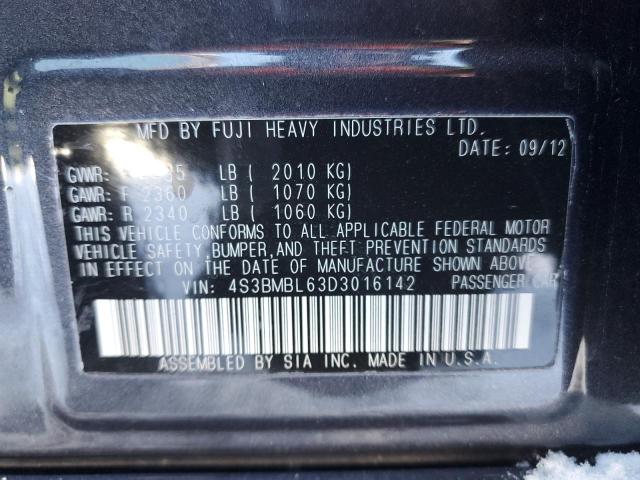 MFD BY FUJI HEAVY INDUSTRIES LTD.
DATE: 09/12
GVWR: LB ( 2010 KG)
GAWR: F 2360 LB ( 1070 KG)
GAWR: R 2340 LB ( 1060 KG)
THIS VEHICLE CONFORMS TO ALL APPLICABLE FEDERAL MOTOR
VEHICLE SAFETY,BUMPER,AND THEFT PREVENTION STANDARDS
IN EFFECT ON THE DATE OF MANUFACTURE SHOWN ABOVE.
VIN: 4S3BMBL63D3016142 PASSENGER CAR
ASSEMBLED BY SIA INC. MADE IN U.S.A.